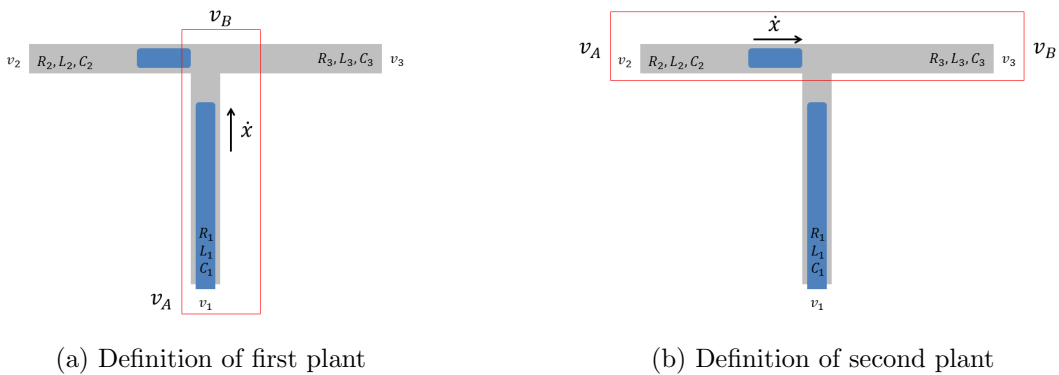 v_B
v_2 R_2, L_2, C_2 R_3, L_3, C_3 v_3
ẋ
R_1
L_1
C_1
v_A v_1
(a) Definition of first plant
ẋ
v_A v_B
v_2 R_2, L_2, C_2 R_3, L_3, C_3 v_3
R_1
L_1
C_1
v_1
(b) Definition of second plant